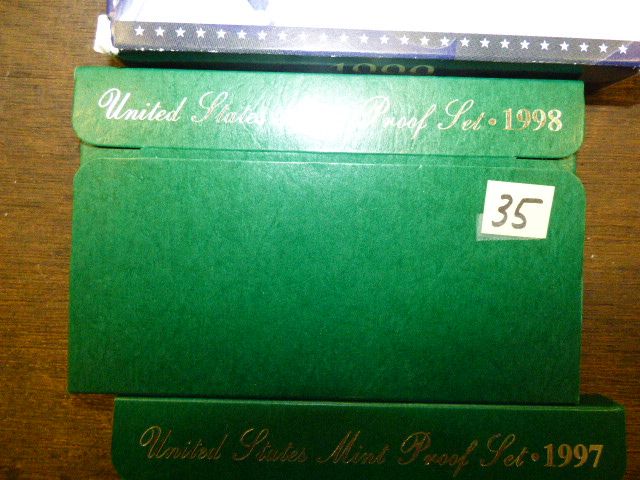 United States Proof Set • 1998
35
United States Mint Proof Set • 1997